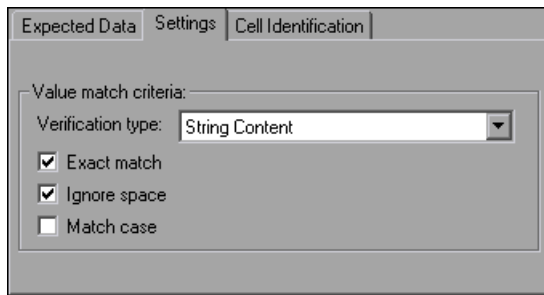 Expected Data Settings Cell Identification
Value match criteria:
Verification type: String Content
Exact match
Ignore space
Match case